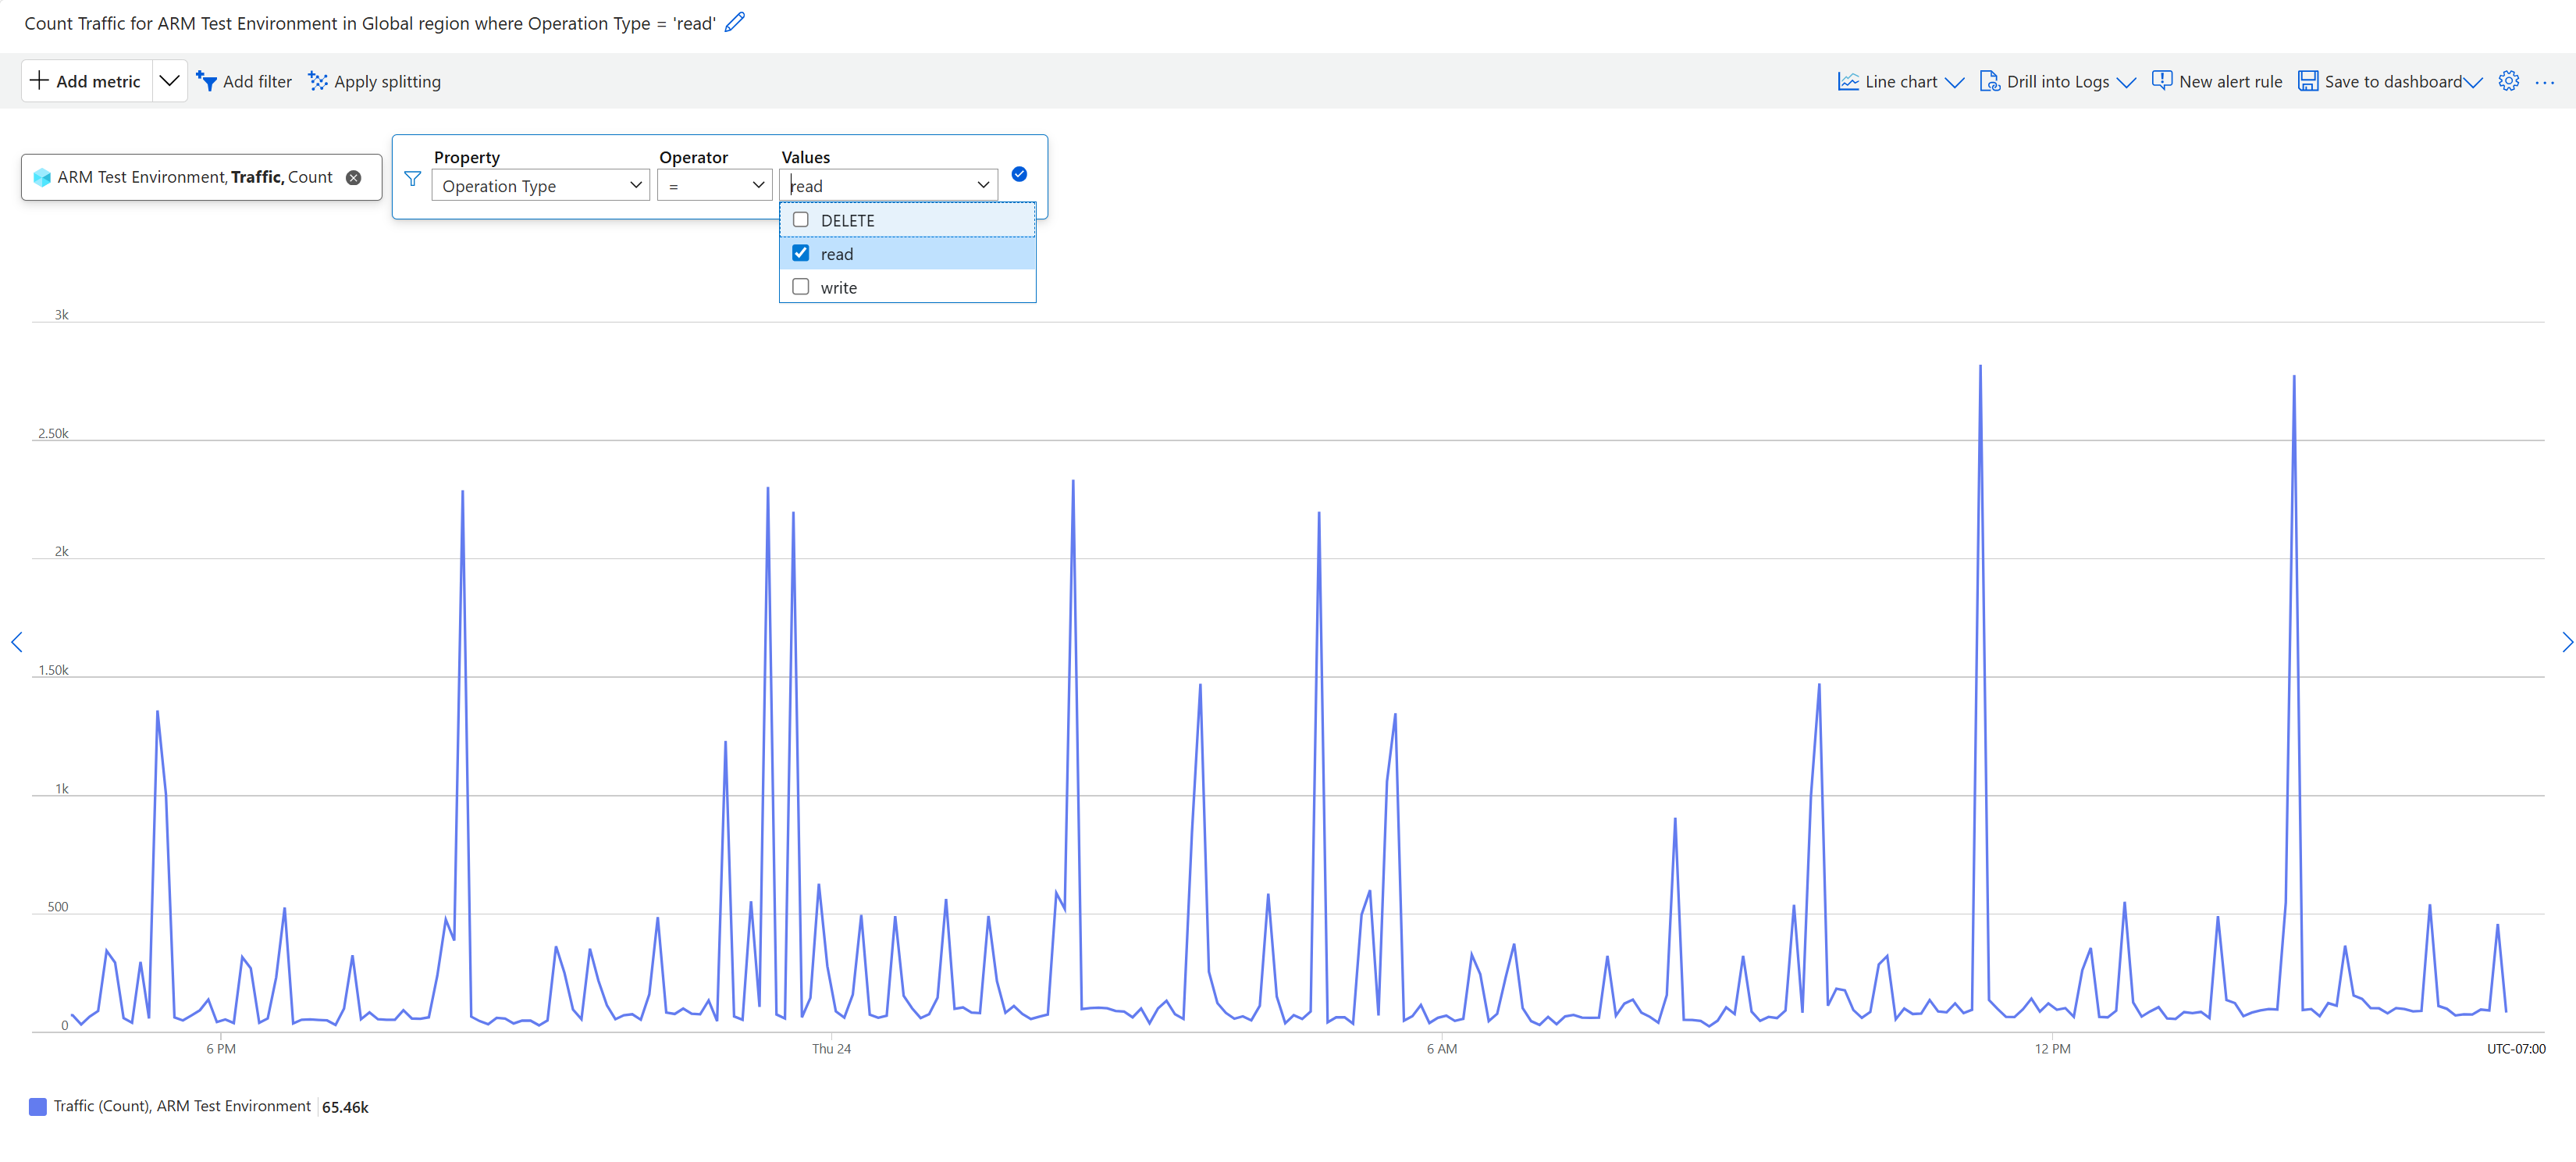 Count Traffic for ARM Test Environment in Global region where Operation Type = 'read'
Add metric
Add filter
Apply splitting
Line chart
Drill into Logs
New alert rule
Save to dashboard
...
ARM Test Environment, Traffic, Count
Property
Operator
Values
Operation Type
=
read
DELETE
read
write
3k
2.50k
2k
1.50k
1k
500
0
6 PM
Thu 24
6 AM
12 PM
UTC-07:00
Traffic (Count), ARM Test Environment
65.46k